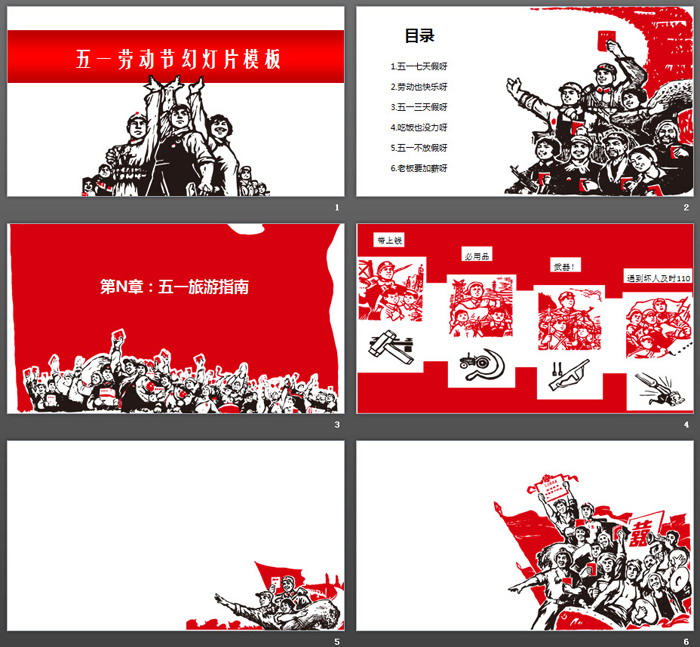 五一劳动节幻灯片模板
1
目录
1.五一七天假呀
2.劳动也快乐呀
3.五一三天假呀
4.吃饭也没力呀
5.五一不放假呀
6.老板要加薪呀
2
第N章：五一旅游指南
3
带上钱
必用品
武器！
遇到坏人及时110
4
5
囍
6